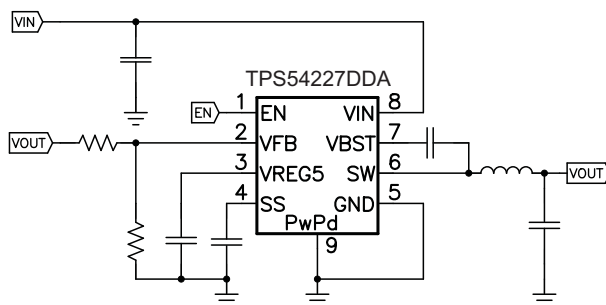 VIN
TPS54227DDA
EN
1
EN
VIN
8
VOUT
2
VFB
VBST
7
3
VREG5
SW
6
VOUT
4
SS
GND
5
PwPd
9